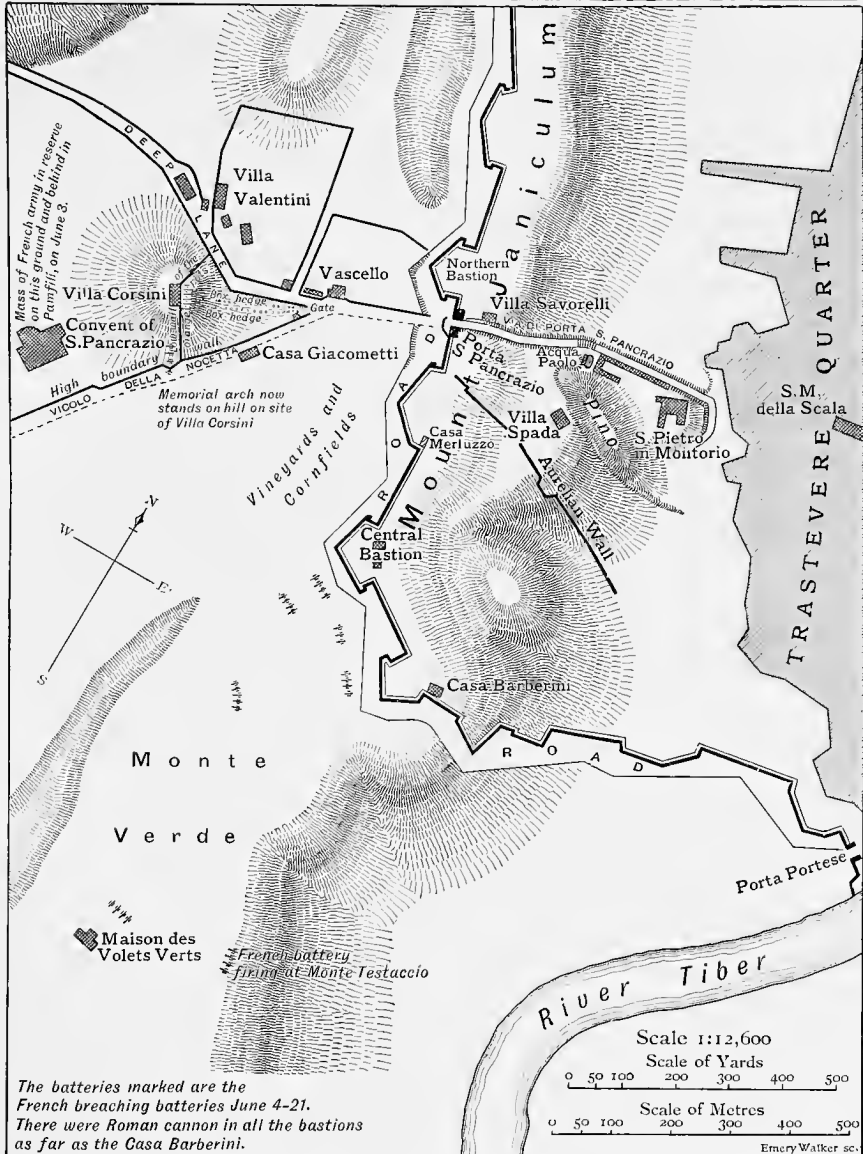 Mass of French army in reserve
on this ground and behind in
Pamfili, on June 3.
DEEP LANE
Villa
Valentini
Vascello
Gate
Villa Corsini
Box hedge
Box hedge
Convent of
S. Pancrazio
High boundary wall
VICOLO DELLA NOCETTA
Casa Giacometti
Memorial arch now
stands on hill on site
of Villa Corsini
Vineyards and
Cornfields
ROAD
Mount Janiculum
Northern
Bastion
Villa Savorelli
VIA DI PORTA S. PANCRAZIO
Porta
S. Pancrazio
Acqua
Paolo
Pino
Villa
Spada
S. Pietro
in Montorio
S.M.
della Scala
TRASTEVERE QUARTER
Casa
Merluzzo
Aurelian Wall
Central
Bastion
N
W
E.
S
Casa Barberini
ROAD
Monte
Verde
Maison des
Volets Verts
French battery
firing at Monte Testaccio
Porta Portese
River Tiber
Scale 1:12,600
Scale of Yards
0 50 100 200 300 400 500
Scale of Metres
0 50 100 200 300 400 500
The batteries marked are the
French breaching batteries June 4-21.
There were Roman cannon in all the bastions
as far as the Casa Barberini.
Emery Walker sc.